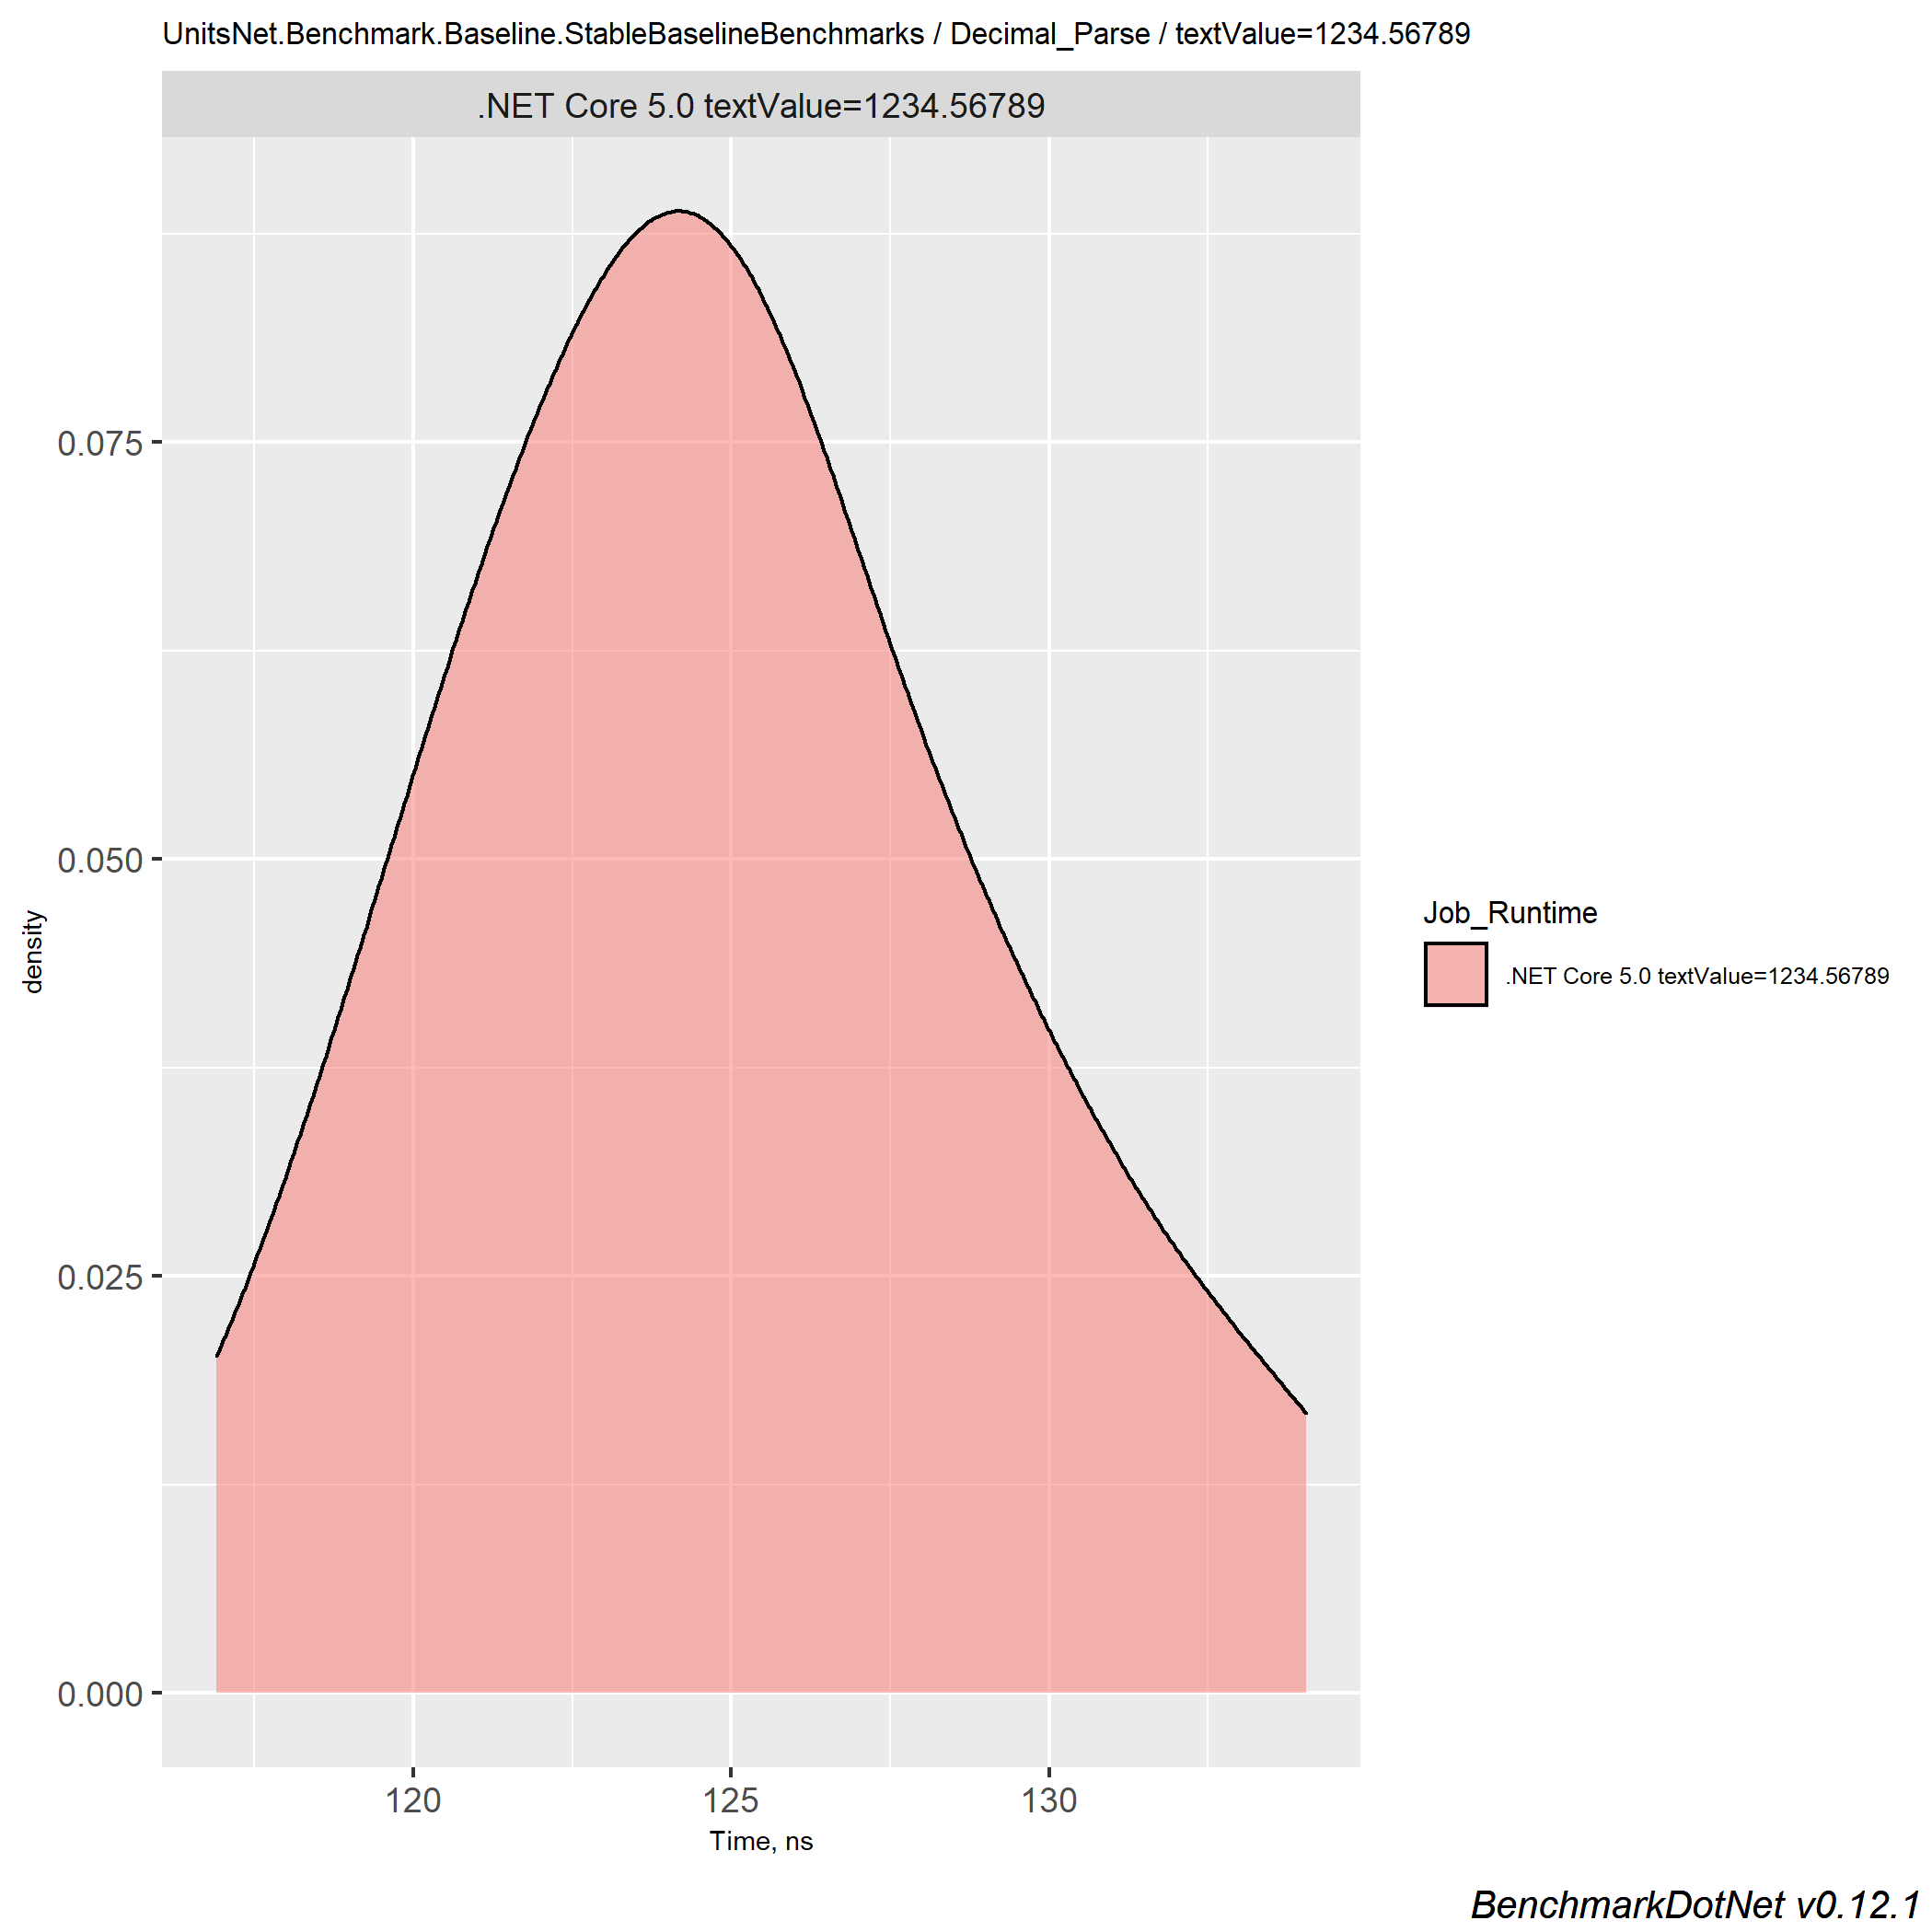 UnitsNet.Benchmark.Baseline.StableBaselineBenchmarks / Decimal_Parse / textValue=1234.56789
.NET Core 5.0 textValue=1234.56789
0.075
0.050
0.025
0.000
density
120 125 130
Time, ns
Job_Runtime
.NET Core 5.0 textValue=1234.56789
BenchmarkDotNet v0.12.1